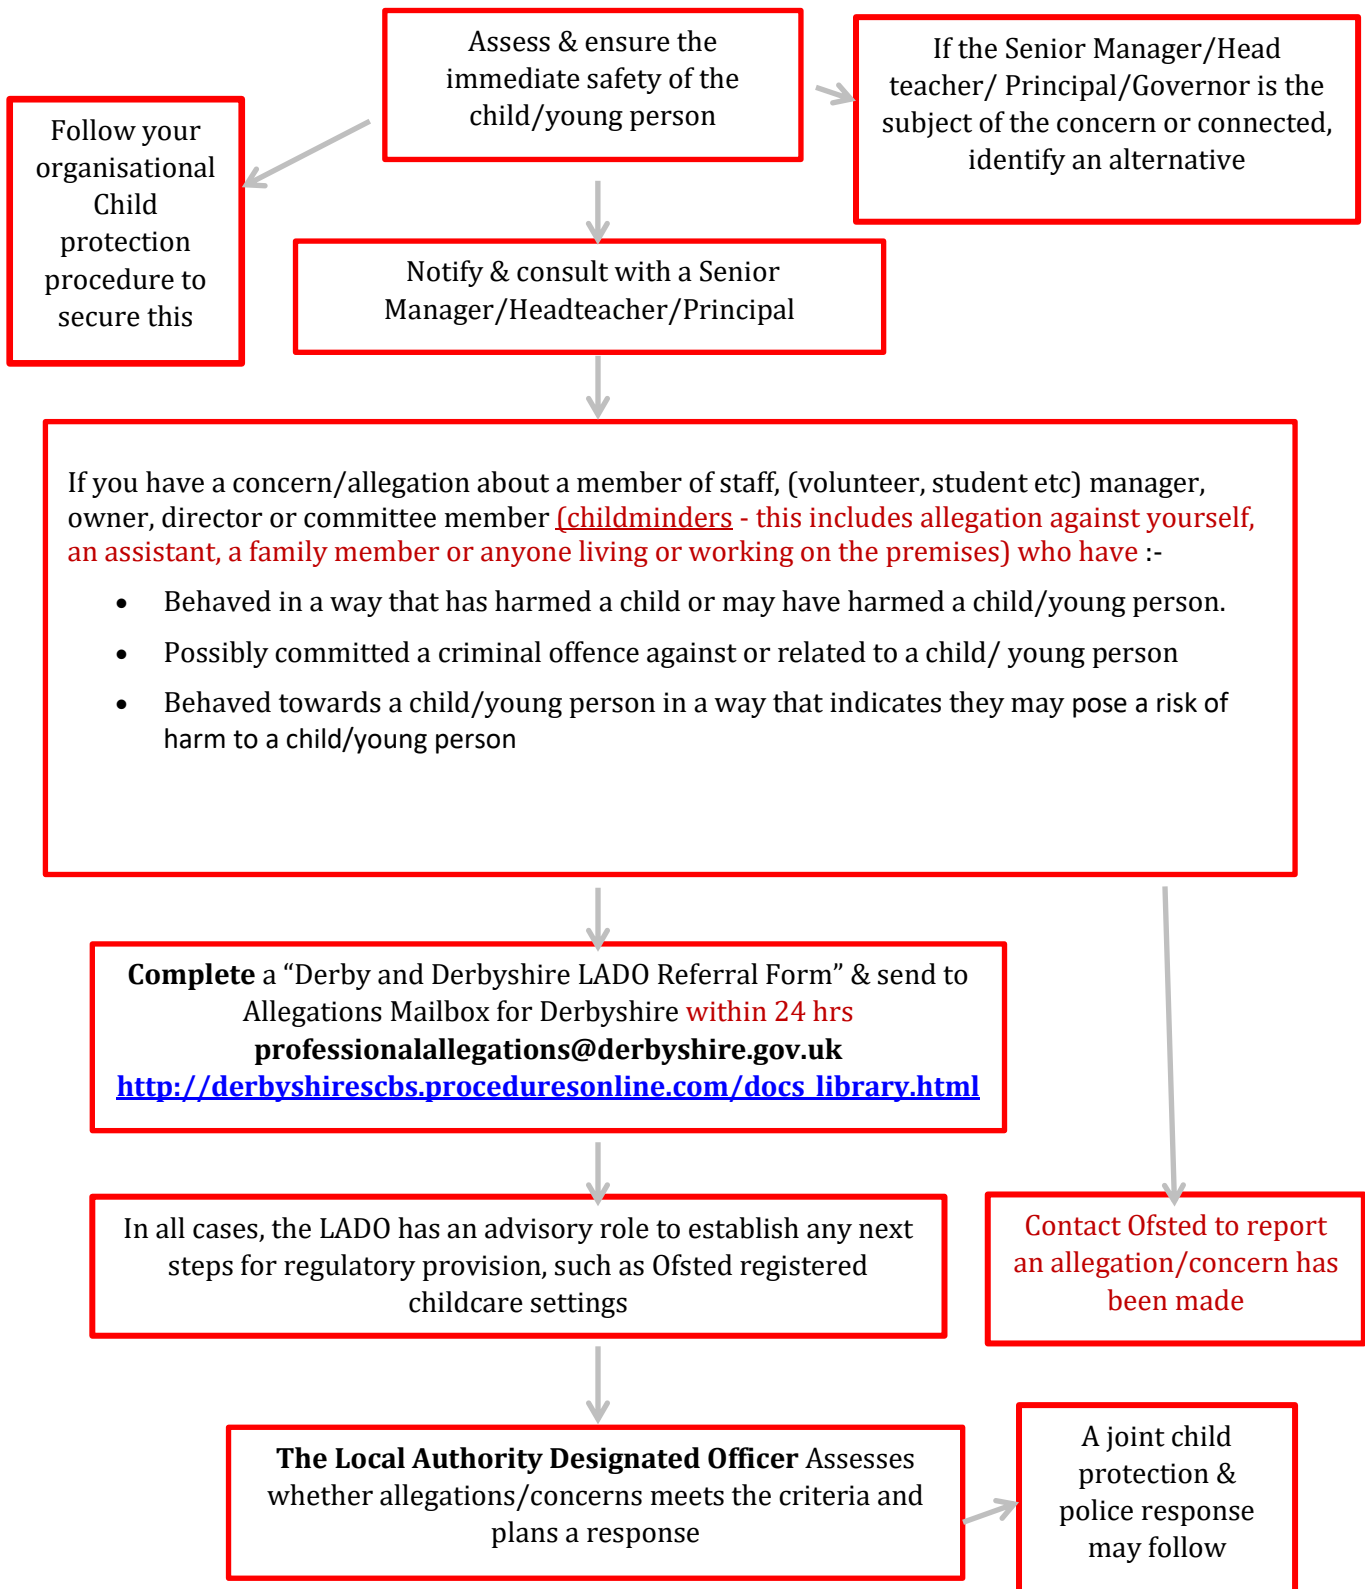 Assess & ensure the
immediate safety of the
child/young person
If the Senior Manager/Head
teacher/ Principal/Governor is the
subject of the concern or connected,
identify an alternative
Follow your
organisational
Child
protection
procedure to
secure this
Notify & consult with a Senior
Manager/Headteacher/Principal
If you have a concern/allegation about a member of staff, (volunteer, student etc) manager,
owner, director or committee member (childminders - this includes allegation against yourself,
an assistant, a family member or anyone living or working on the premises) who have :-
• Behaved in a way that has harmed a child or may have harmed a child/young person.
• Possibly committed a criminal offence against or related to a child/ young person
• Behaved towards a child/young person in a way that indicates they may pose a risk of
harm to a child/young person
Complete a “Derby and Derbyshire LADO Referral Form” & send to
Allegations Mailbox for Derbyshire within 24 hrs
professionalallegations@derbyshire.gov.uk
http://derbyshirescbs.proceduresonline.com/docs_library.html
In all cases, the LADO has an advisory role to establish any next
steps for regulatory provision, such as Ofsted registered
childcare settings
Contact Ofsted to report
an allegation/concern has
been made
The Local Authority Designated Officer Assesses
whether allegations/concerns meets the criteria and
plans a response
A joint child
protection &
police response
may follow